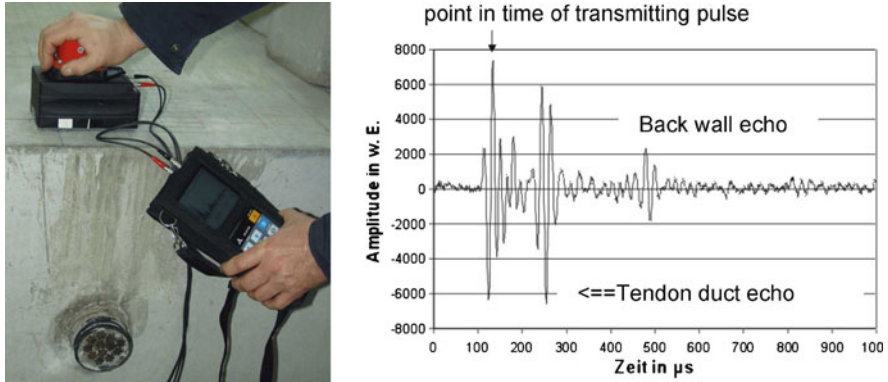 point in time of transmitting pulse
8000
6000
4000
2000
0
-2000
-4000
-6000
-8000
Amplitude in w. E.
Back wall echo
<==Tendon duct echo
0 100 200 300 400 500 600 700 800 900 100
Zeit in µs